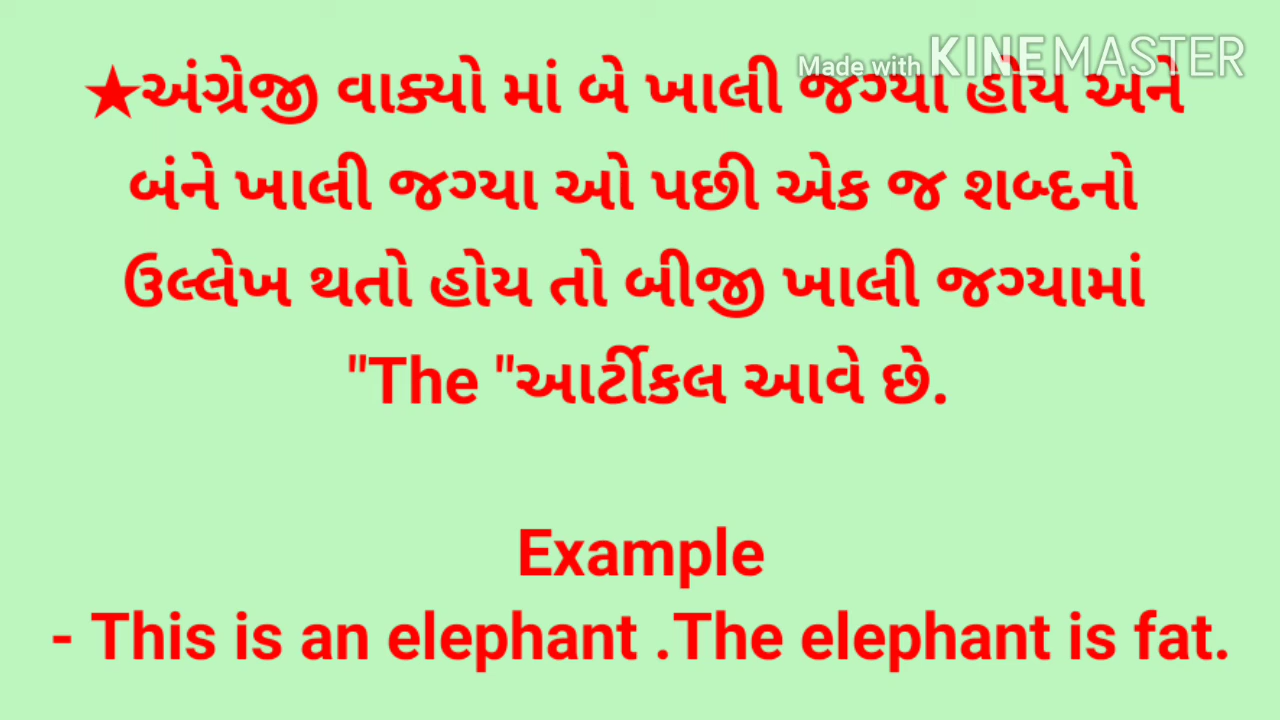 Made with KINEMASTER
★અંગ્રેજી વાક્યો માં બે ખાલી જગ્યા હોય અને
બંને ખાલી જગ્યા ઓ પછી એક જ શબ્દનો
ઉલ્લેખ થતો હોય તો બીજી ખાલી જગ્યામાં
"The "આર્ટીકલ આવે છે.
Example
- This is an elephant .The elephant is fat.